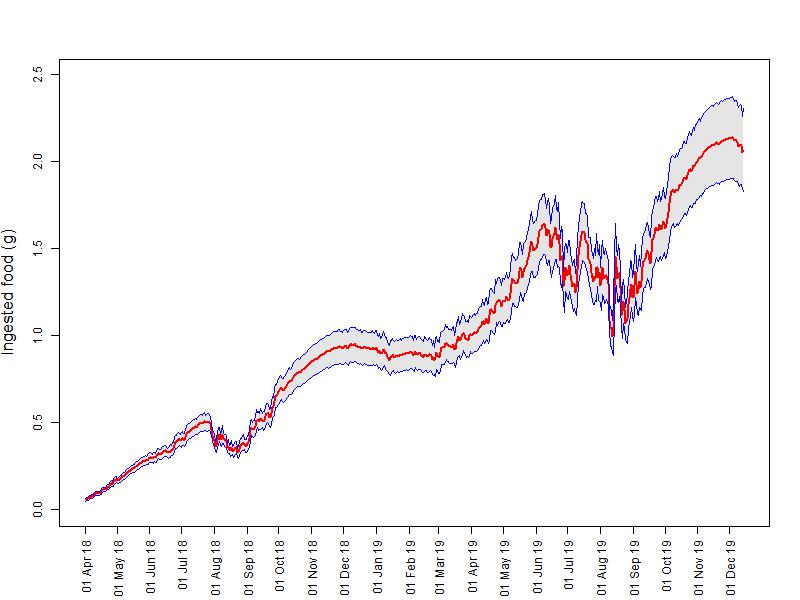 Ingested food (g)
2.5
2.0
1.5
1.0
0.5
0.0
01 Apr 18
01 May 18
01 Jun 18
01 Jul 18
01 Aug 18
01 Sep 18
01 Oct 18
01 Nov 18
01 Dec 18
01 Jan 19
01 Feb 19
01 Mar 19
01 Apr 19
01 May 19
01 Jun 19
01 Jul 19
01 Aug 19
01 Sep 19
01 Oct 19
01 Nov 19
01 Dec 19